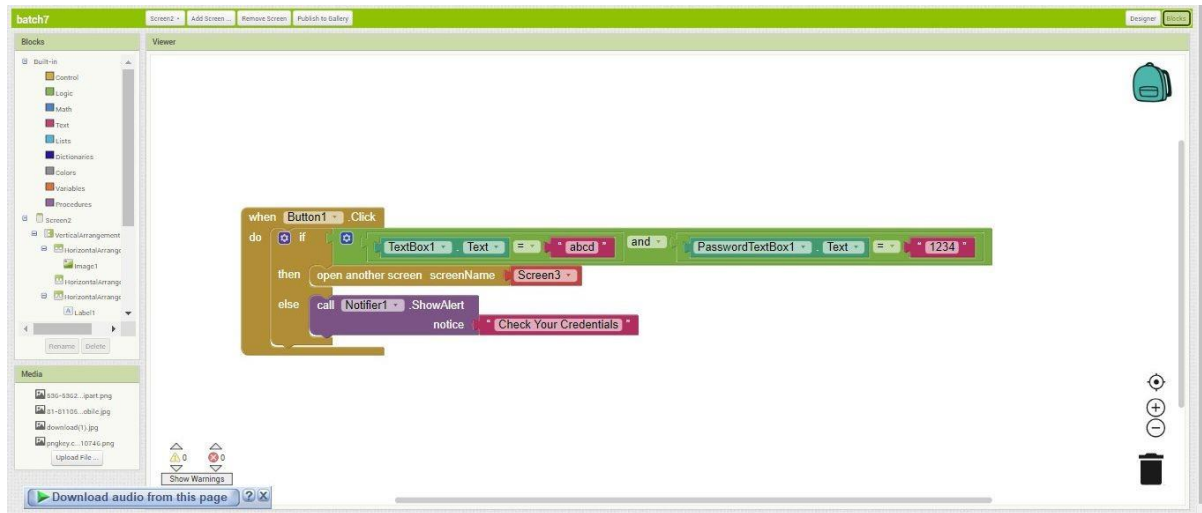 batch7
Screen2 Add Screen ... Remove Screen Publish to Gallery
Designer Blocks
Blocks
Viewer
Built-in
Control
Logic
Math
Text
Lists
Dictionaries
Colors
Variables
Procedures
Screen2
VerticalArrangement
HorizontalArrange
Image1
HorizontalArrange
HorizontalArrange
Label1
Rename Delete
Media
download(1).jpg
Upload File ...
when Button1 .Click
do if TextBox1 . Text = " abcd " and PasswordTextBox1 . Text = " 1234 "
then open another screen screenName Screen3
else call Notifier1 .ShowAlert
notice " Check Your Credentials "
0 0
Show Warnings
Download audio from this page ? X